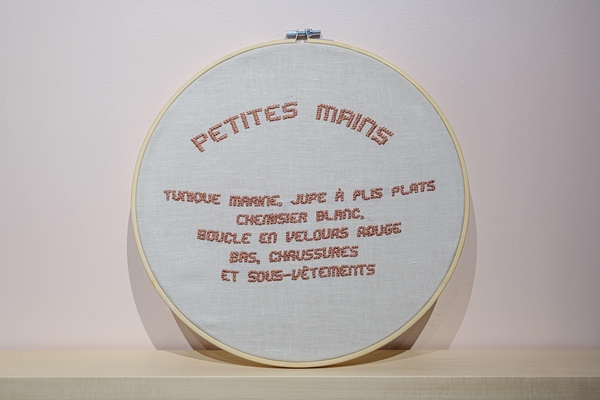 PETITES MAINS
TUNIQUE MARINE, JUPE À PLIS PLATS
CHEMISIER BLANC,
BOUCLE EN VELOURS ROUGE
BAS, CHAUSSURES
ET SOUS-VÊTEMENTS